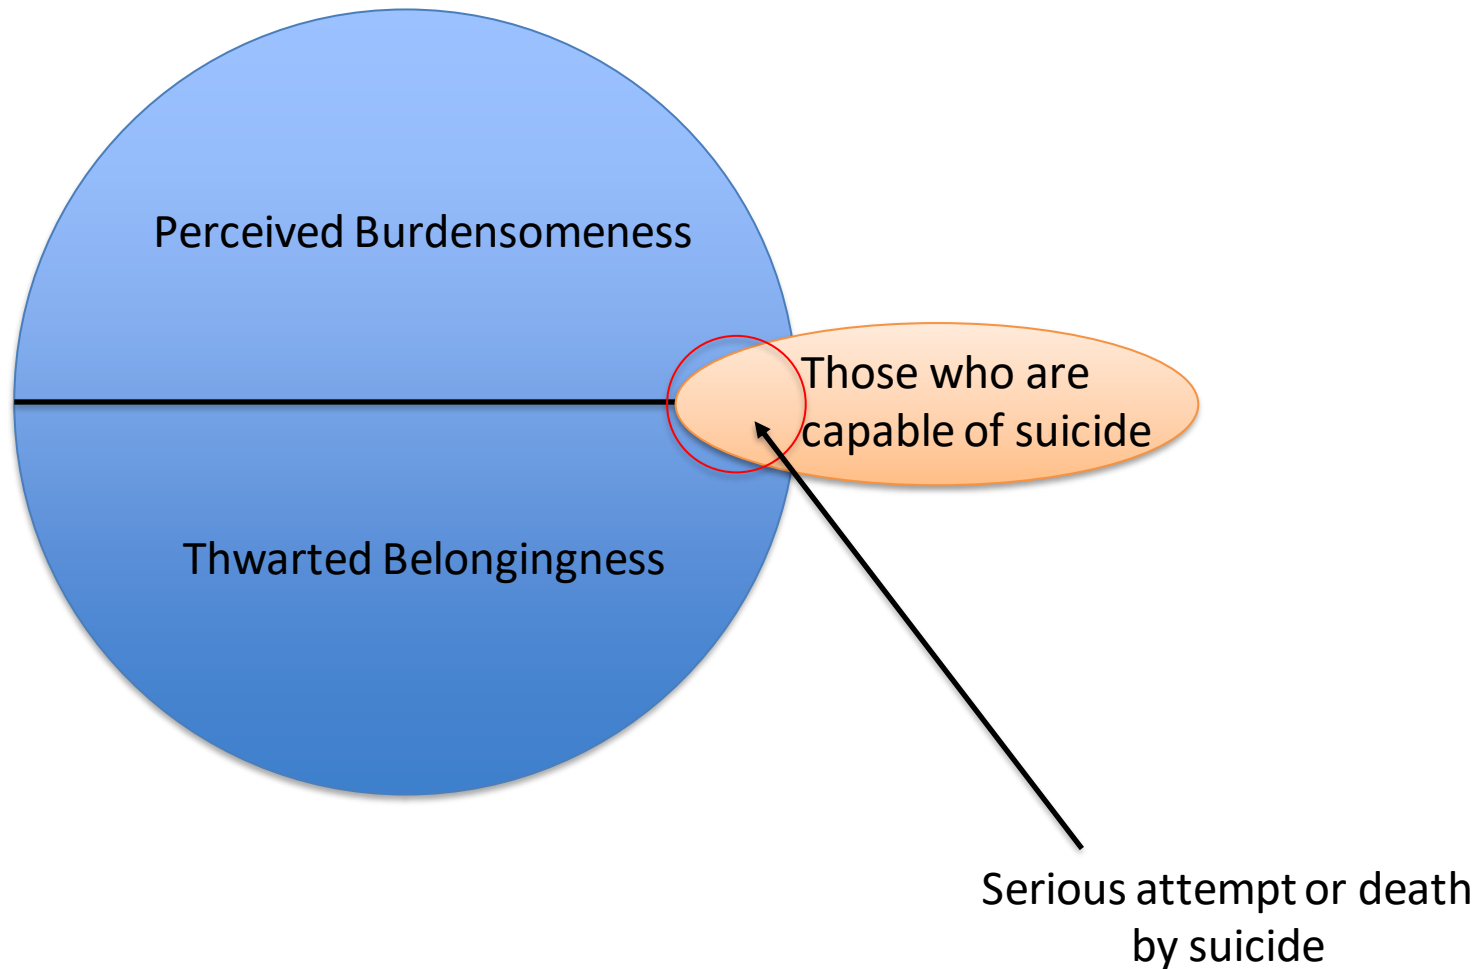 Perceived Burdensomeness
Those who are
capable of suicide
Thwarted Belongingness
Serious attempt or death
by suicide